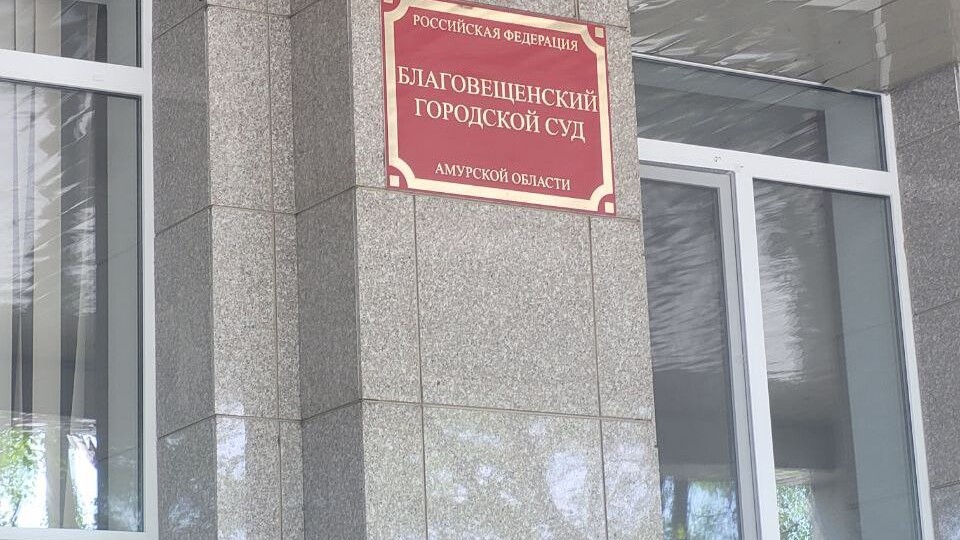 РОССИЙСКАЯ ФЕДЕРАЦИЯ
БЛАГОВЕЩЕНСКИЙ
ГОРОДСКОЙ СУД
АМУРСКОЙ ОБЛАСТИ